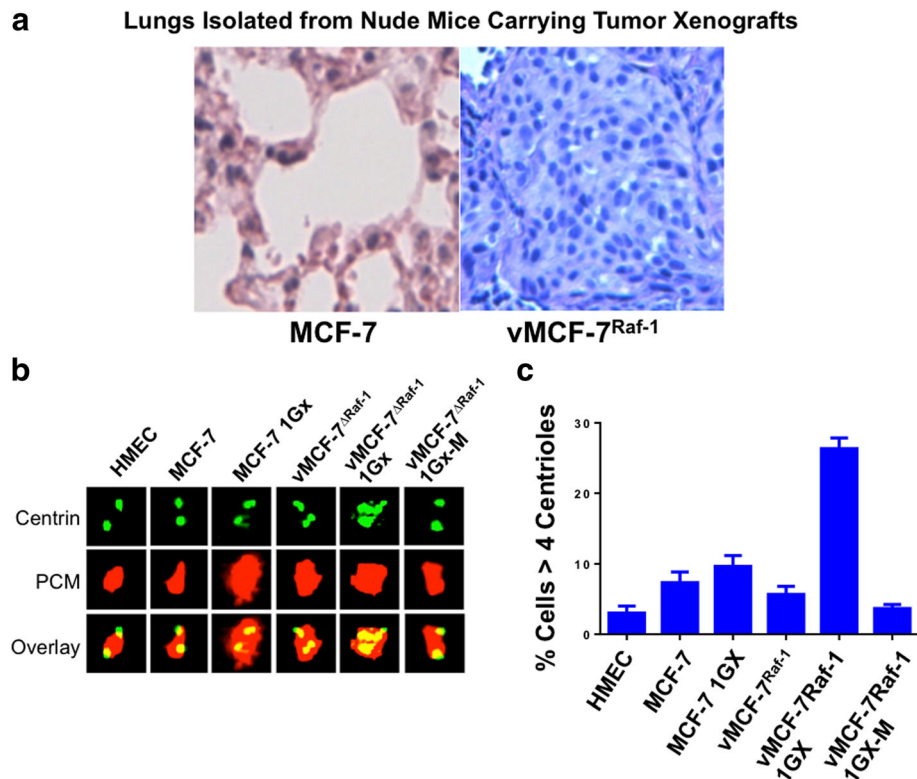 a Lungs Isolated from Nude Mice Carrying Tumor Xenografts
MCF-7
vMCF-7Raf-1
b
HMEC
MCF-7
MCF-7 1Gx
vMCF-7ΔRaf-1
vMCF-7ΔRaf-1
1Gx
vMCF-7ΔRaf-1
1Gx-M
Centrin
PCM
Overlay
c
% Cells > 4 Centrioles
30
20
10
0
HMEC
MCF-7
MCF-7 1GX
vMCF-7Raf-1
vMCF-7Raf-1
1GX
vMCF-7Raf-1
1GX-M